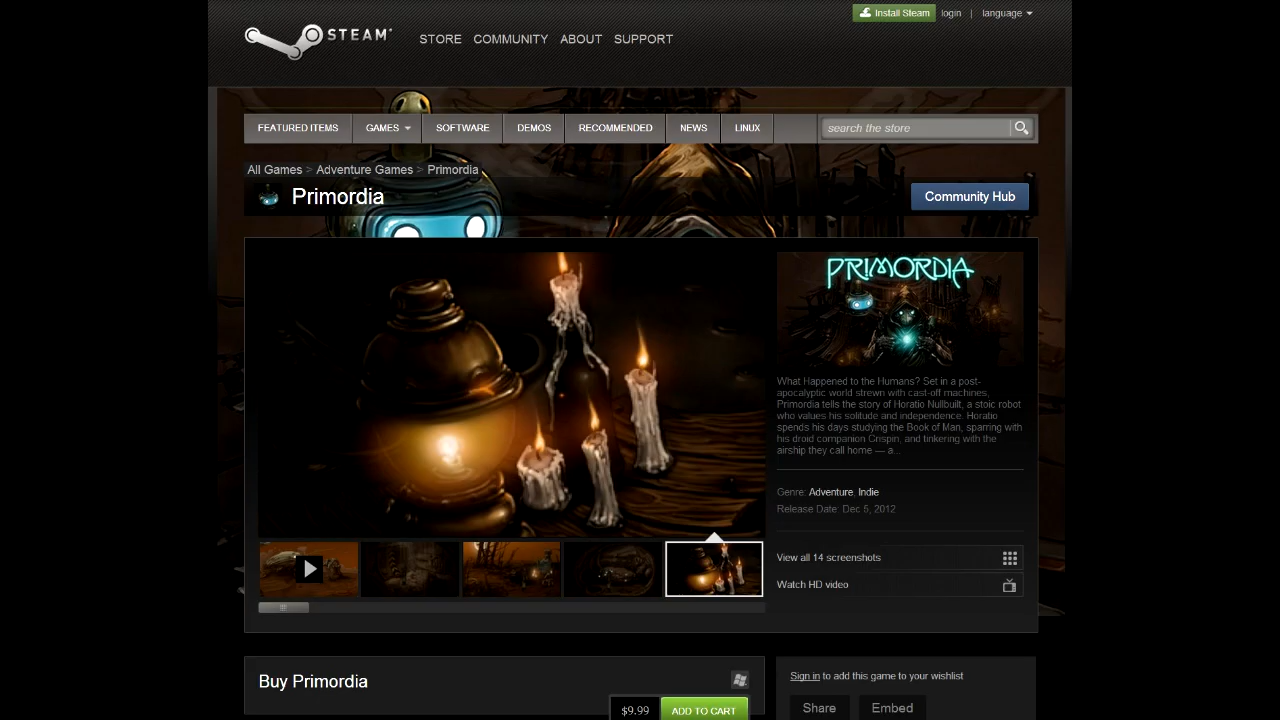 Install Steam login | language
STEAM® STORE COMMUNITY ABOUT SUPPORT
FEATURED ITEMS GAMES SOFTWARE DEMOS RECOMMENDED NEWS LINUX search the store
All Games > Adventure Games > Primordia
Primordia
Community Hub
PRIMORDIA
What Happened to the Humans? Set in a post-
apocalyptic world strewn with cast-off machines,
Primordia tells the story of Horatio Nullbuilt, a stoic robot
who values his solitude and independence. Horatio
spends his days studying the Book of Man, sparring with
his droid companion Crispin, and tinkering with the
airship they call home — a...
Genre: Adventure, Indie
Release Date: Dec 5, 2012
View all 14 screenshots
Watch HD video
Buy Primordia
$9.99 ADD TO CART
Sign in to add this game to your wishlist
Share Embed